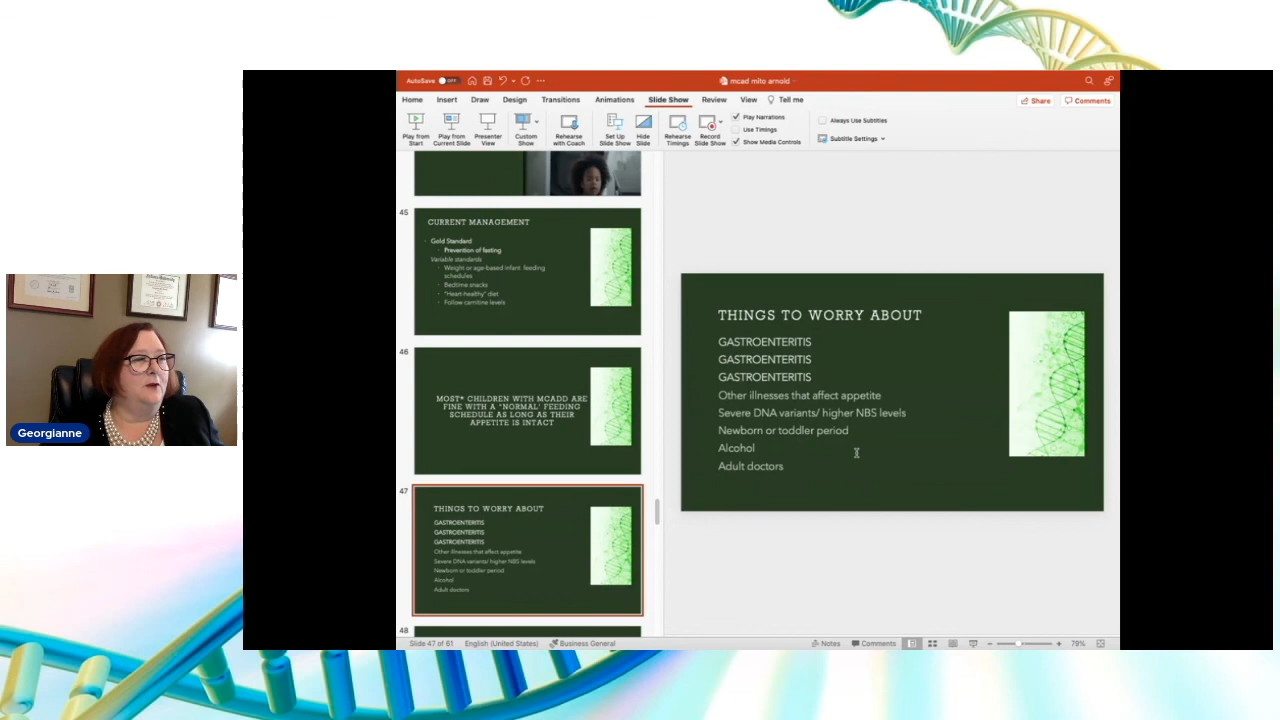 AutoSave OFF
mcad mito arnold
Home Insert Draw Design Transitions Animations Slide Show Review View Tell me
Share Comments
Play from Start
Play from Current Slide
Presenter View
Custom Show
Rehearse with Coach
Set Up Slide Show
Hide Slide
Rehearse Timings
Record Slide Show
Play Narrations
Use Timings
Show Media Controls
Always Use Subtitles
Subtitle Settings
45
CURRENT MANAGEMENT
Gold Standard
Prevention of fasting
Variable standards
Weight or age-based infant feeding
schedules
Bedtime snacks
"Heart healthy" diet
Follow carnitine levels
46
MOST* CHILDREN WITH MCADD ARE
FINE WITH A "NORMAL' FEEDING
SCHEDULE AS LONG AS THEIR
APPETITE IS INTACT
47
THINGS TO WORRY ABOUT
GASTROENTERITIS
GASTROENTERITIS
GASTROENTERITIS
Other illnesses that affect appetite
Severe DNA variants/ higher NBS levels
Newborn or toddler period
Alcohol
Adult doctors
48
THINGS TO WORRY ABOUT
GASTROENTERITIS
GASTROENTERITIS
GASTROENTERITIS
Other illnesses that affect appetite
Severe DNA variants/ higher NBS levels
Newborn or toddler period
Alcohol
Adult doctors
Georgianne
Slide 47 of 61 English (United States) Business General
Notes Comments 79%